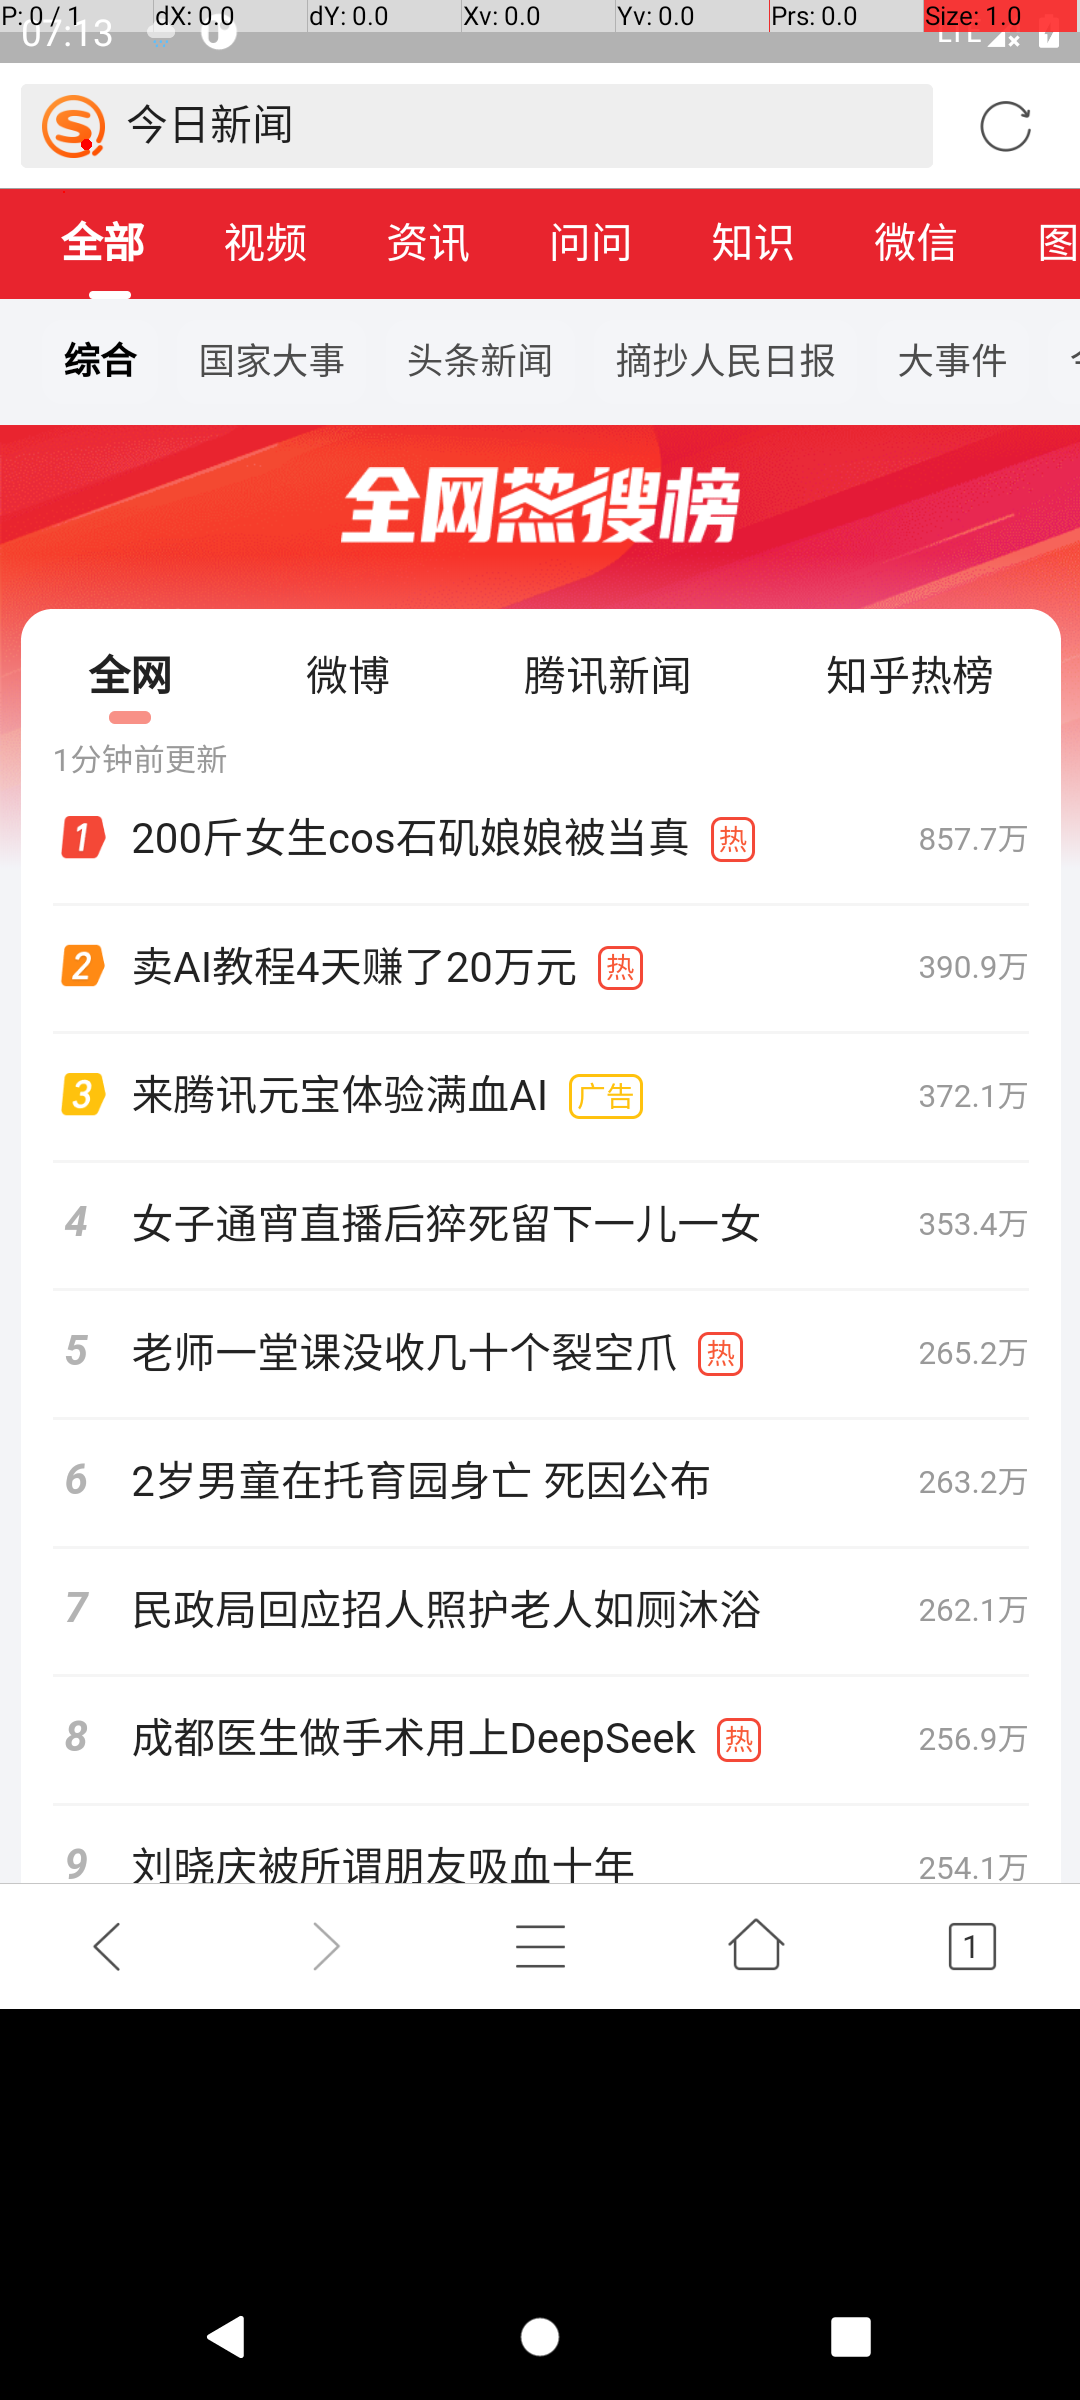 P: 0 / 1 dX: 0.0 dY: 0.0 Xv: 0.0 Yv: 0.0 Prs: 0.0 Size: 1.0
07:13 LTE
今日新闻
全部 视频 资讯 问问 知识 微信 图
综合 国家大事 头条新闻 摘抄人民日报 大事件
全网热搜榜
全网 微博 腾讯新闻 知乎热榜
1分钟前更新
1 200斤女生cos石矶娘娘被当真 热 857.7万
2 卖AI教程4天赚了20万元 热 390.9万
3 来腾讯元宝体验满血AI 广告 372.1万
4 女子通宵直播后猝死留下一儿一女 353.4万
5 老师一堂课没收几十个裂空爪 热 265.2万
6 2岁男童在托育园身亡 死因公布 263.2万
7 民政局回应招人照护老人如厕沐浴 262.1万
8 成都医生做手术用上DeepSeek 热 256.9万
9 刘晓庆被所谓朋友吸血十年 254.1万
1